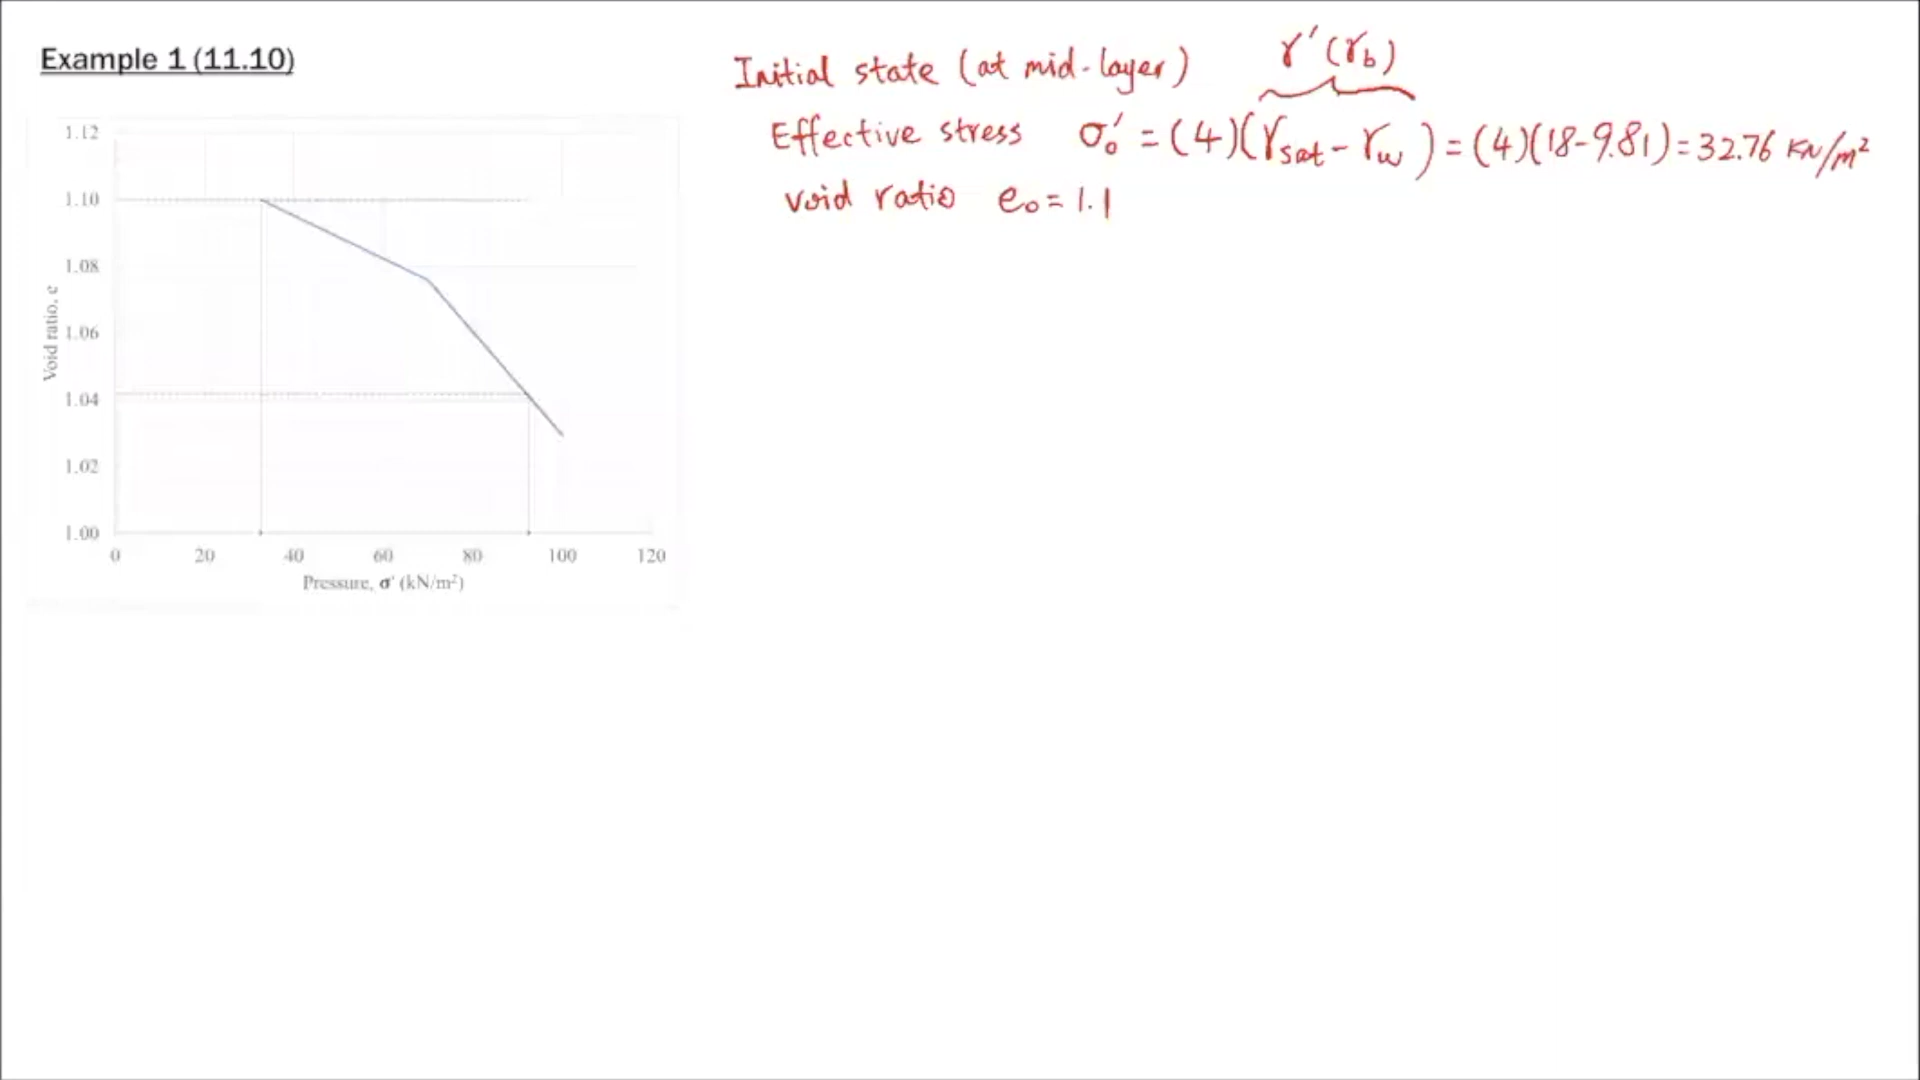 Example 1 (11.10)
Initial state (at mid-layer)
γ′(γb)
Effective stress σ₀′ = (4)(γsat - γw) = (4)(18-9.81) = 32.76 KN/m²
void ratio e₀ = 1.1
1.12
1.10
1.08
1.06
1.04
1.02
1.00
Void ratio, e
0 20 40 60 80 100 120
Pressure, σ' (kN/m²)